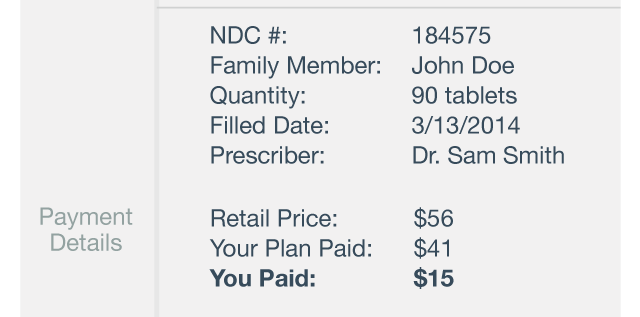 NDC #: 184575
Family Member: John Doe
Quantity: 90 tablets
Filled Date: 3/13/2014
Prescriber: Dr. Sam Smith
Payment Details
Retail Price: $56
Your Plan Paid: $41
You Paid: $15